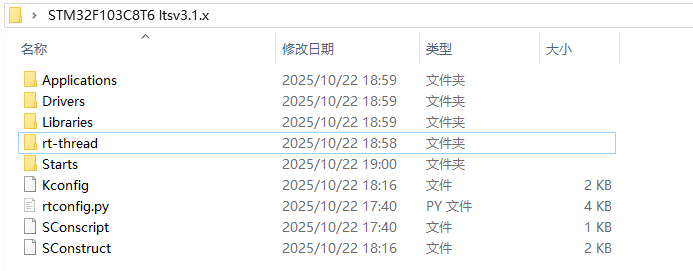 STM32F103C8T6 ltsv3.1.x
名称 修改日期 类型 大小
Applications 2025/10/22 18:59 文件夹
Drivers 2025/10/22 18:59 文件夹
Libraries 2025/10/22 18:59 文件夹
rt-thread 2025/10/22 18:58 文件夹
Starts 2025/10/22 19:00 文件夹
Kconfig 2025/10/22 18:16 文件 2 KB
rtconfig.py 2025/10/22 17:40 PY 文件 4 KB
SConscript 2025/10/22 17:40 文件 1 KB
SConstruct 2025/10/22 18:16 文件 2 KB